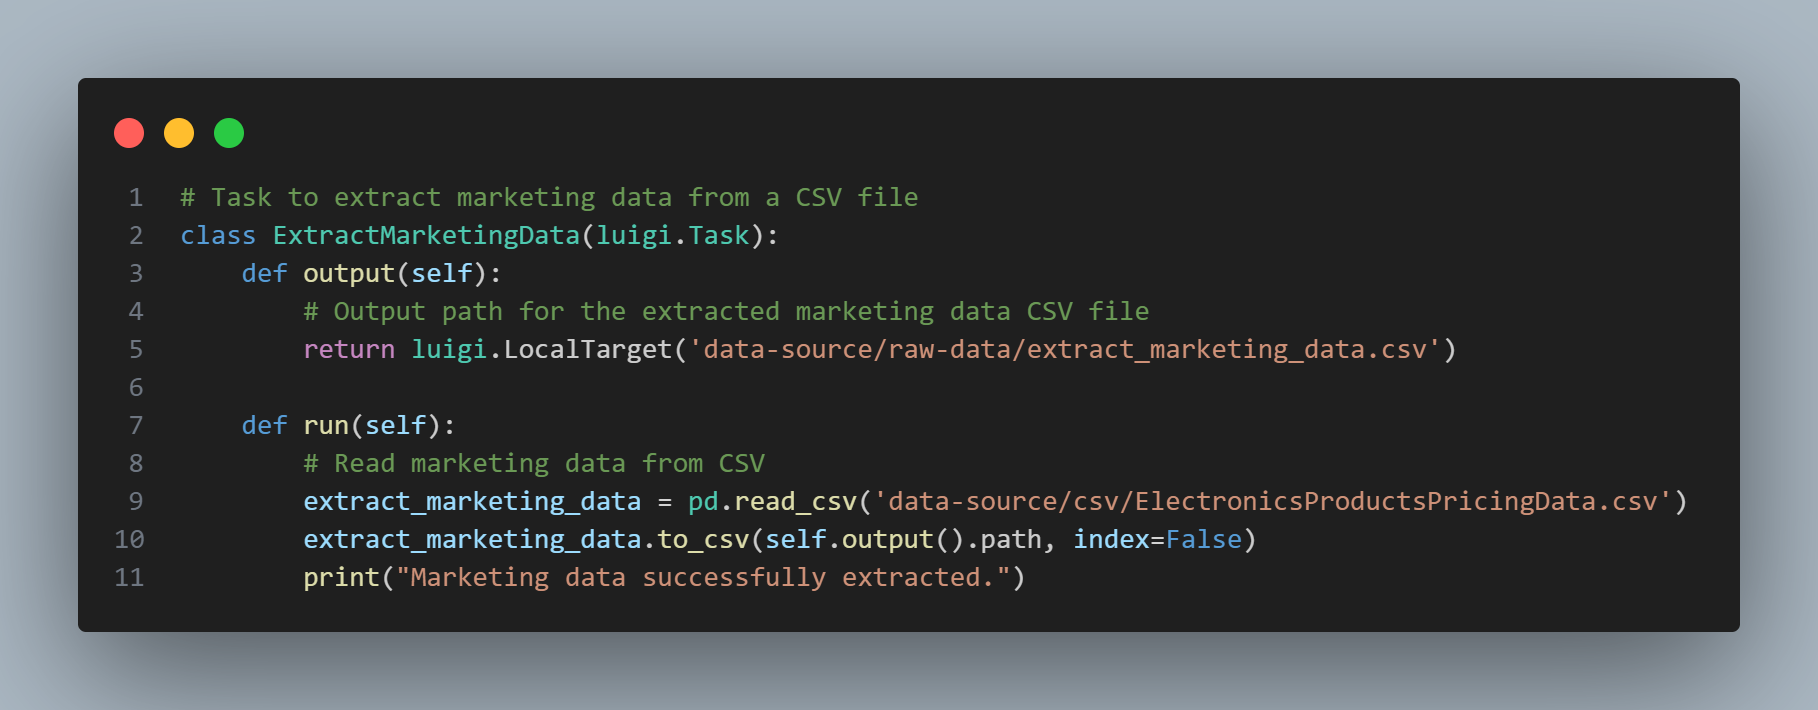 1 # Task to extract marketing data from a CSV file
2 class ExtractMarketingData(luigi.Task):
3     def output(self):
4         # Output path for the extracted marketing data CSV file
5         return luigi.LocalTarget('data-source/raw-data/extract_marketing_data.csv')
6
7     def run(self):
8         # Read marketing data from CSV
9         extract_marketing_data = pd.read_csv('data-source/csv/ElectronicsProductsPricingData.csv')
10         extract_marketing_data.to_csv(self.output().path, index=False)
11         print("Marketing data successfully extracted.")